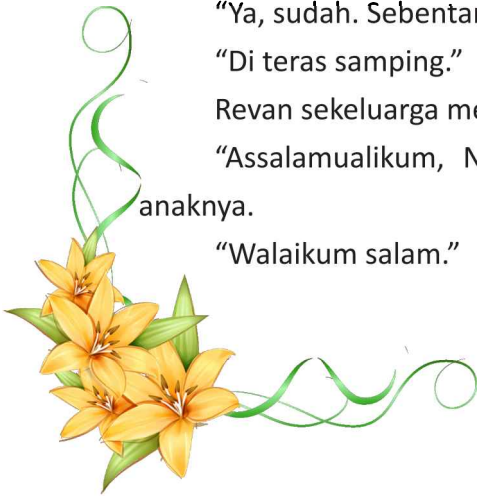 “Ya, sudah. Sebentar
“Di teras samping.”
Revan sekeluarga me
“Assalamualikum, N
anaknya.
“Walaikum salam.”